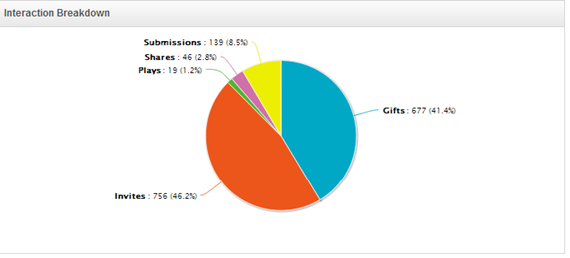 Interaction Breakdown
Submissions : 139 (8.5%)
Shares : 46 (2.8%)
Plays : 19 (1.2%)
Gifts : 677 (41.4%)
Invites : 756 (46.2%)